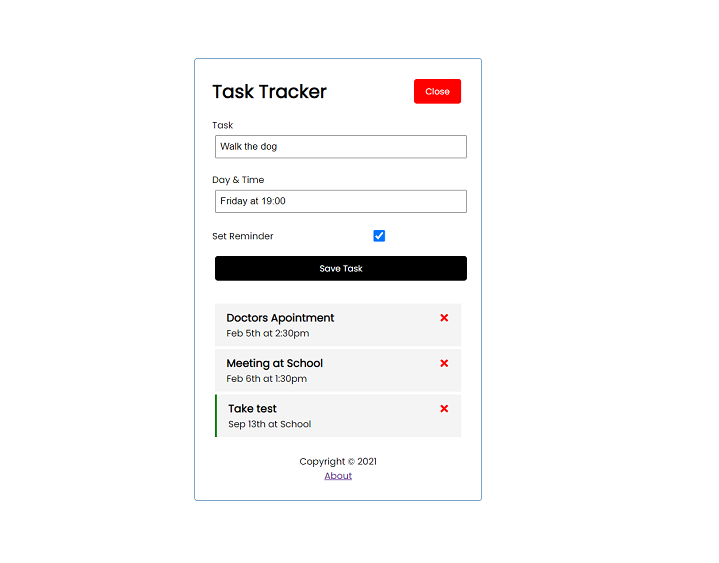 Task Tracker
Close
Task
Walk the dog
Day & Time
Friday at 19:00
Set Reminder
Save Task
Doctors Apointment
Feb 5th at 2:30pm
Meeting at School
Feb 6th at 1:30pm
Take test
Sep 13th at School
Copyright © 2021
About